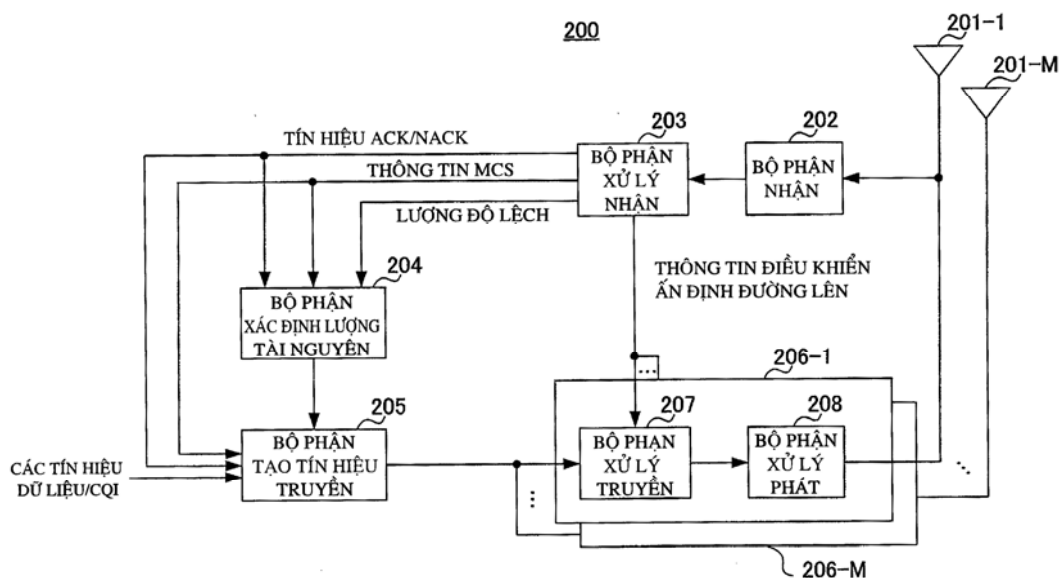 200
201-1
201-M
203
202
TÍN HIỆU ACK/NACK
THÔNG TIN MCS
LƯỢNG ĐỘ LỆCH
BỘ PHẬN
XỬ LÝ
NHẬN
BỘ PHẬN
NHẬN
204
BỘ PHẬN
XÁC ĐỊNH LƯỢNG
TÀI NGUYÊN
THÔNG TIN ĐIỀU KHIỂN
ẤN ĐỊNH ĐƯỜNG LÊN
206-1
205
BỘ PHẬN
TẠO TÍN HIỆU
TRUYỀN
CÁC TÍN HIỆU
DỮ LIỆU/CQI
207
BỘ PHẠN
XỬ LÝ
TRUYỀN
208
BỘ PHẬN
XỬ LÝ
PHÁT
206-M